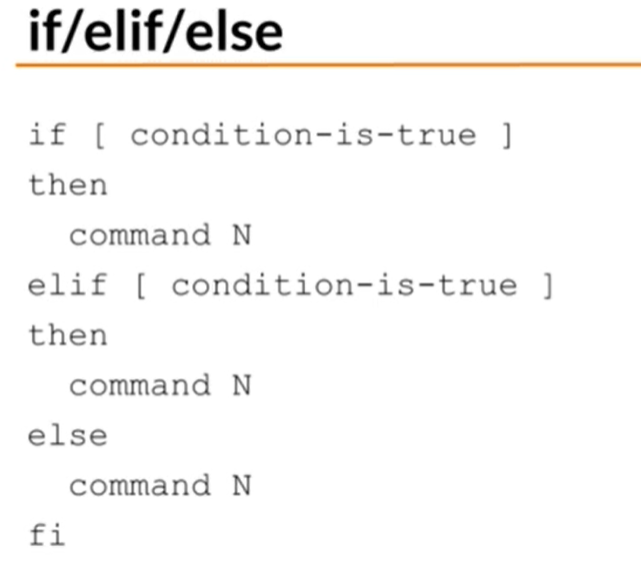 if/elif/else
if [ condition-is-true ]
then
  command N
elif [ condition-is-true ]
then
  command N
else
  command N
fi